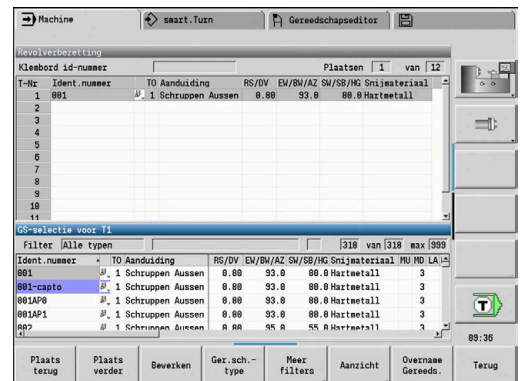 Machine
smart.Turn
Gereedschapseditor
Revolverbezetting
Klembord id-nummer Plaatsen 1 van 12
T-Nr Ident.nummer TO Aanduiding RS/DV EW/BW/AZ SW/SB/HG Snijmateriaal
1 001 1 Schruppen Aussen 0.80 93.0 80.0 Hartmetall
2
3
4
5
6
7
8
9
10
11
GS-selectie voor T1
Filter Alle typen 318 van 318 max 999
Ident.nummer TO Aanduiding RS/DV EW/BW/AZ SW/SB/HG Snijmateriaal MU MD LA
001 1 Schruppen Aussen 0.80 93.0 80.0 Hartmetall 3
001-capto 1 Schruppen Aussen 0.80 93.0 80.0 Hartmetall 3
001AP0 1 Schruppen Aussen 0.80 93.0 80.0 Hartmetall 3
001AP1 1 Schruppen Aussen 0.80 93.0 80.0 Hartmetall 3
002 1 Schruppen Aussen 0.80 95.0 55.0 Hartmetall 3
T
09:36
Plaats terug
Plaats verder
Bewerken
Ger.sch.-type
Meer filters
Aanzicht
Overname Gereeds.
Terug